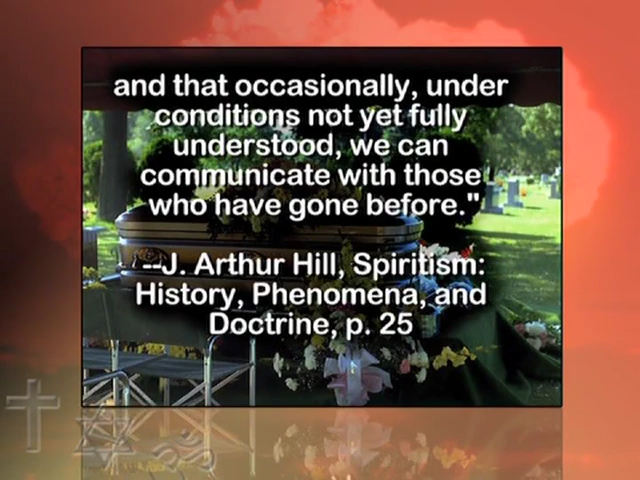 and that occasionally, under
conditions not yet fully
understood, we can
communicate with those
who have gone before."
--J. Arthur Hill, Spiritism:
History, Phenomena, and
Doctrine, p. 25